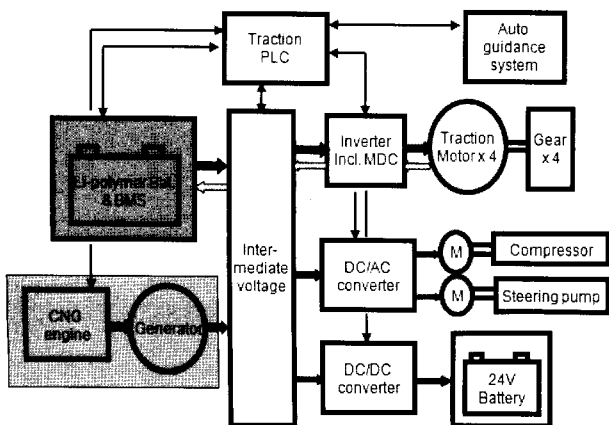 Traction
PLC
Auto
guidance
system
Li-polymer Bat.
& BMS
Inverter
Incl. MDC
Traction
Motor x 4
Gear
x 4
Inter-
mediate
voltage
DC/AC
converter
M
Compressor
M
Steering pump
CNG
engine
Generator
DC/DC
converter
24V
Battery